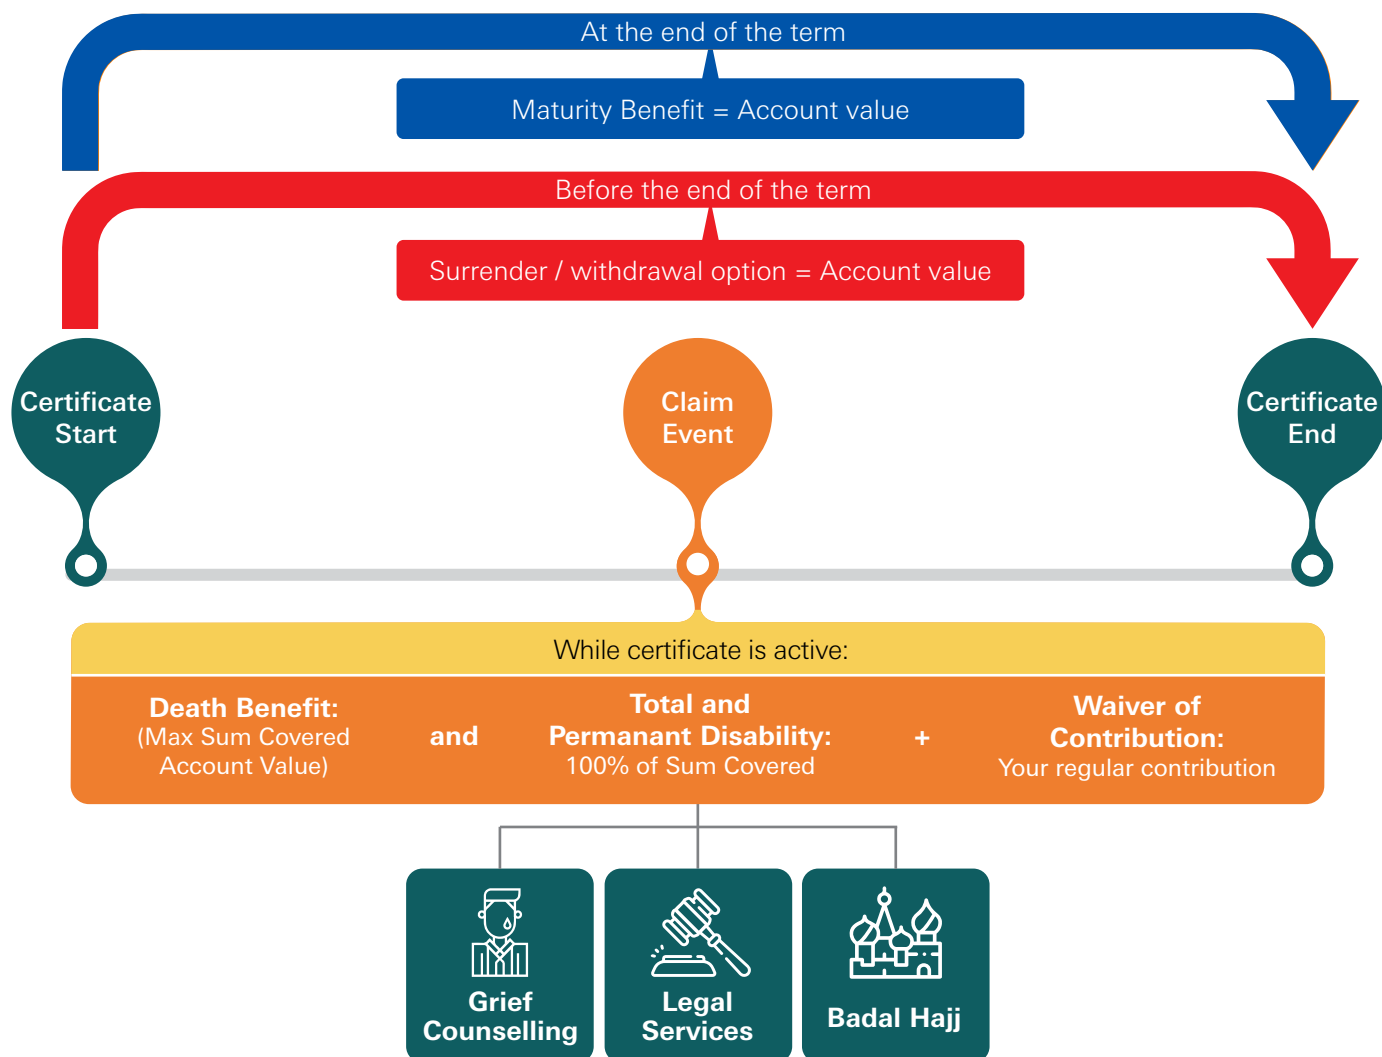 At the end of the term
Maturity Benefit = Account value
Before the end of the term
Surrender / withdrawal option = Account value
Certificate
Start
Claim
Event
Certificate
End
While certificate is active:
Death Benefit:
(Max Sum Covered
Account Value)
and
Total and
Permanant Disability:
100% of Sum Covered
+
Waiver of
Contribution:
Your regular contribution
Grief
Counselling
Legal
Services
Badal Hajj